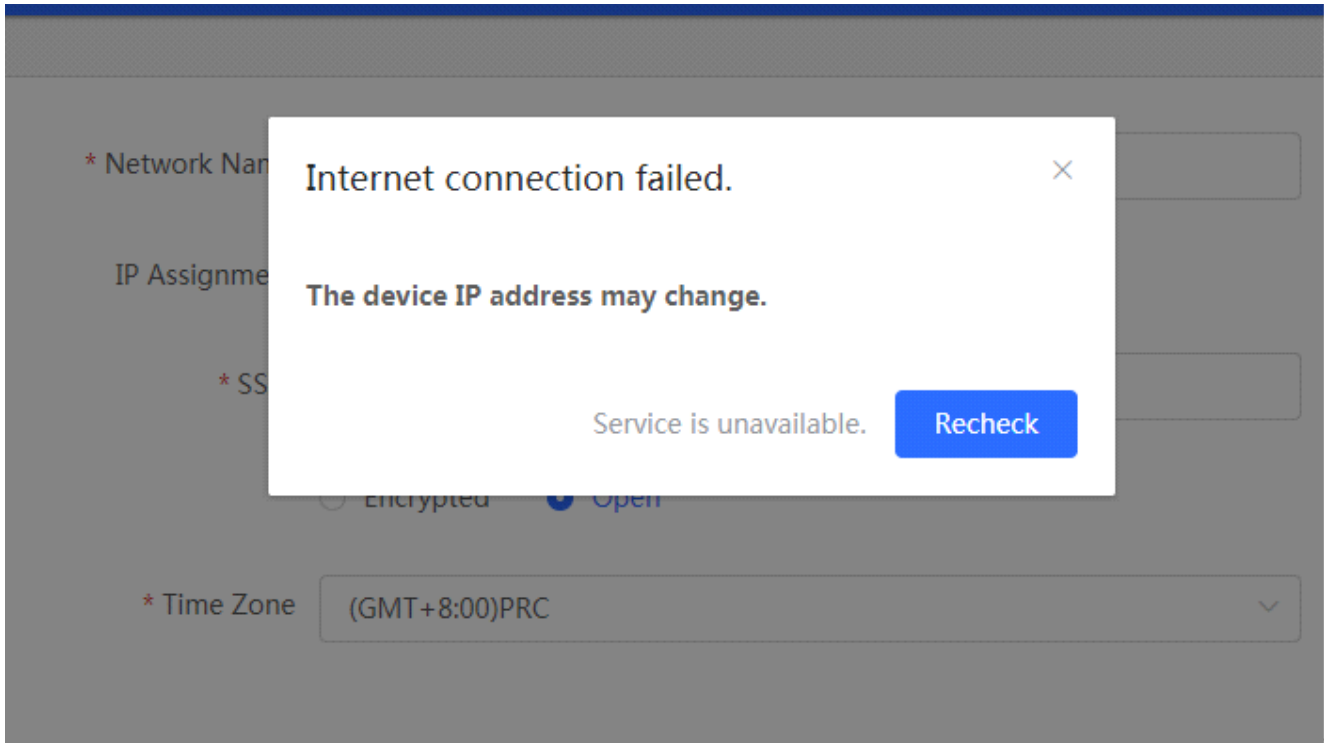 Internet connection failed.
* Network Nam
IP Assignme
The device IP address may change.
* SS
Service is unavailable.
Recheck
Encrypted
Open
* Time Zone
(GMT+8:00)PRC